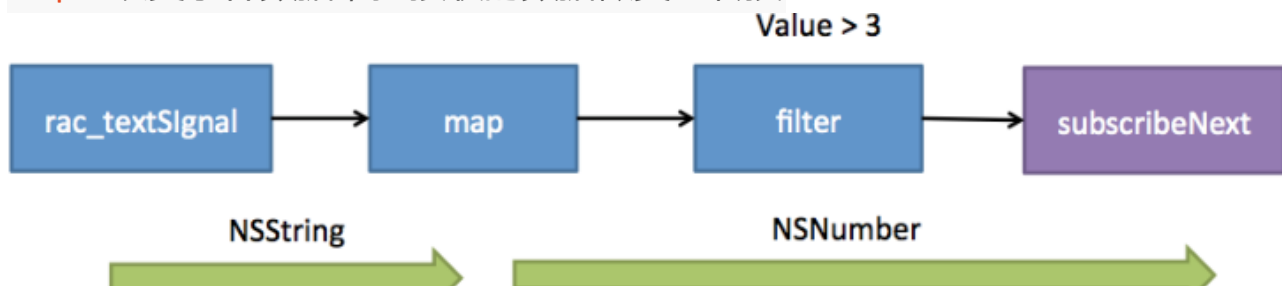 Value > 3
rac_textSIgnal
map
filter
subscribeNext
NSString
NSNumber